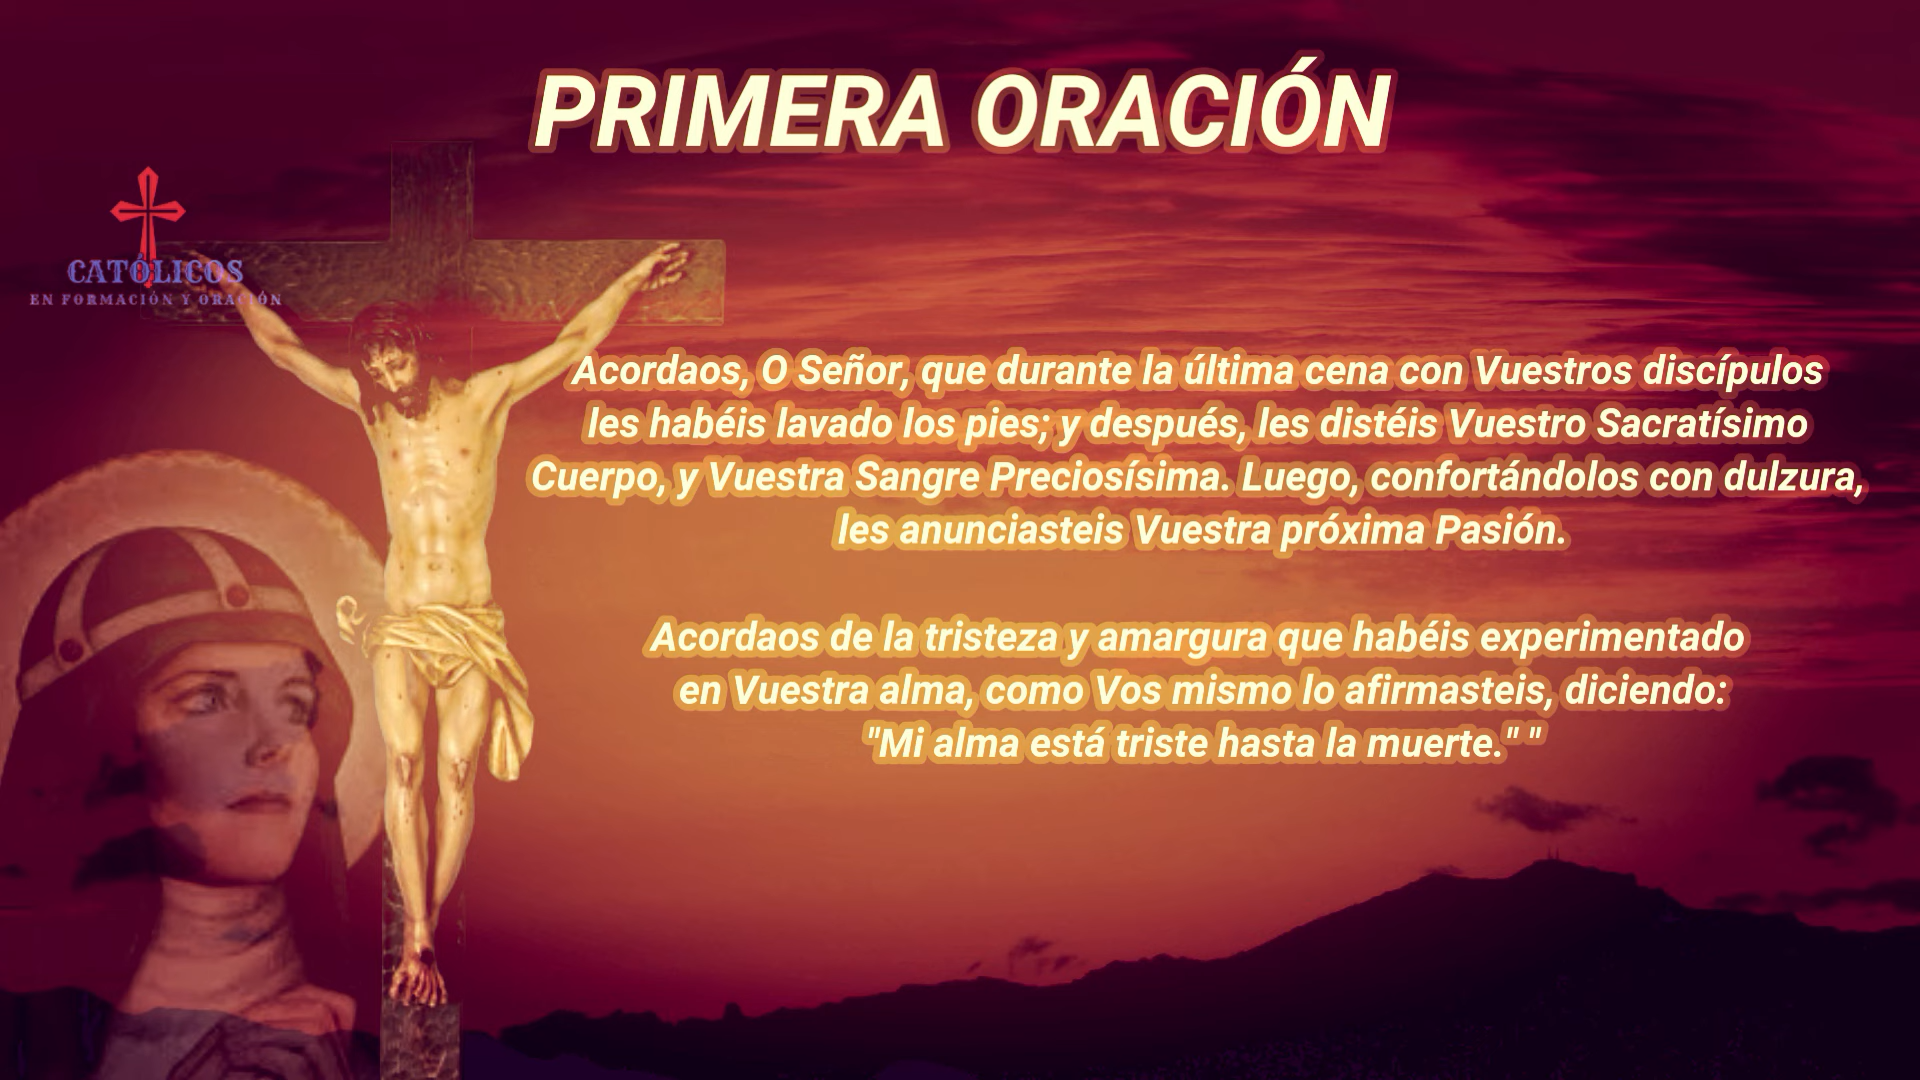 PRIMERA ORACIÓN
CATÓLICOS
EN FORMACIÓN Y ORACIÓN
Acordaos, O Señor, que durante la última cena con Vuestros discípulos
les habéis lavado los pies; y después, les distéis Vuestro Sacratísimo
Cuerpo, y Vuestra Sangre Preciosísima. Luego, confortándolos con dulzura,
les anunciasteis Vuestra próxima Pasión.
Acordaos de la tristeza y amargura que habéis experimentado
en Vuestra alma, como Vos mismo lo afirmasteis, diciendo:
"Mi alma está triste hasta la muerte." "